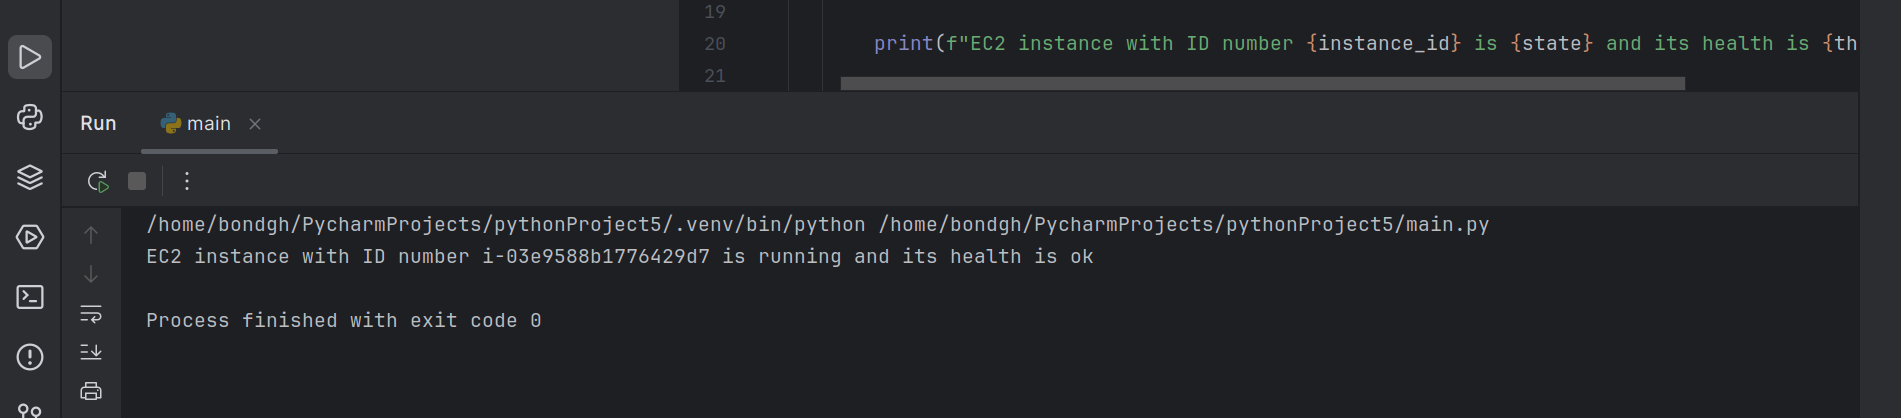 19
20 print(f"EC2 instance with ID number {instance_id} is {state} and its health is {th
21
Run main
/home/bondgh/PycharmProjects/pythonProject5/.venv/bin/python /home/bondgh/PycharmProjects/pythonProject5/main.py
EC2 instance with ID number i-03e9588b1776429d7 is running and its health is ok
Process finished with exit code 0